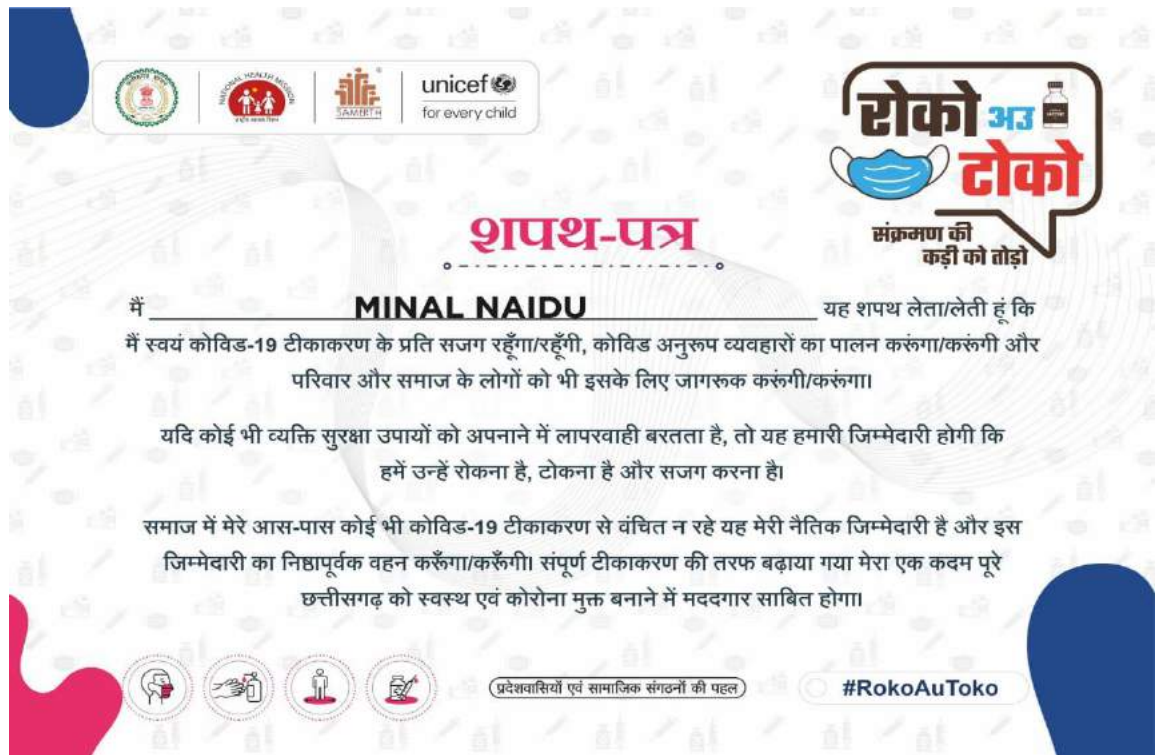 NATIONAL HEALTH MISSION
SAMERTH
unicef
for every child
रोको अउ
टोको
संक्रमण की
कड़ी को तोड़ो
शपथ-पत्र
मैं MINAL NAIDU यह शपथ लेता/लेती हूं कि
मैं स्वयं कोविड-19 टीकाकरण के प्रति सजग रहूँगा/रहूँगी, कोविड अनुरूप व्यवहारों का पालन करूंगा/करूंगी और
परिवार और समाज के लोगों को भी इसके लिए जागरूक करूंगी/करूंगा।
यदि कोई भी व्यक्ति सुरक्षा उपायों को अपनाने में लापरवाही बरतता है, तो यह हमारी जिम्मेदारी होगी कि
हमें उन्हें रोकना है, टोकना है और सजग करना है।
समाज में मेरे आस-पास कोई भी कोविड-19 टीकाकरण से वंचित न रहे यह मेरी नैतिक जिम्मेदारी है और इस
जिम्मेदारी का निष्ठापूर्वक वहन करूँगा/करूँगी। संपूर्ण टीकाकरण की तरफ बढ़ाया गया मेरा एक कदम पूरे
छत्तीसगढ़ को स्वस्थ एवं कोरोना मुक्त बनाने में मददगार साबित होगा।
प्रदेशवासियों एवं सामाजिक संगठनों की पहल
#RokoAuToko